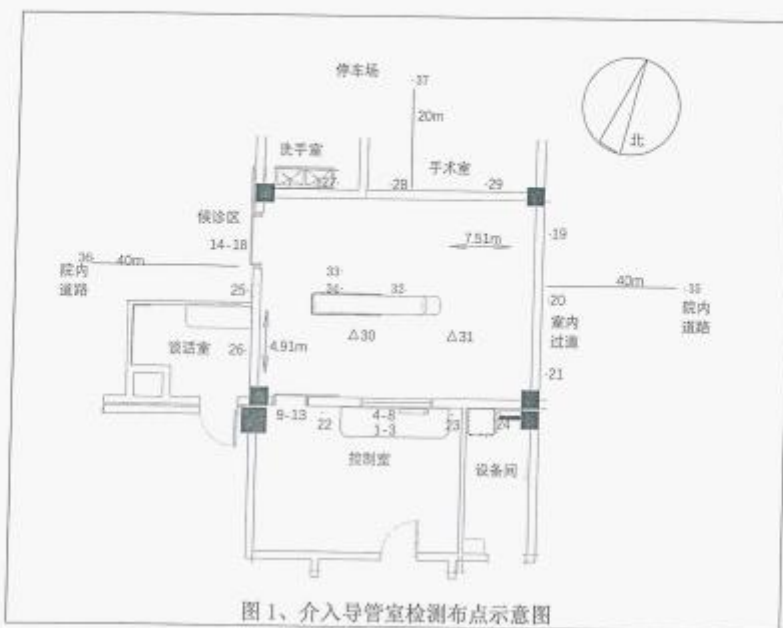 停车场
·37
20m
北
洗手室
手术室
27·
·28
·29
候诊区
14-18
7.51m
·19
36
40m
院内
道路
33·
40m
25·
34·
32·
·20
院内
道路
室内
过道
△30
△31
谈话室
26·
4.91m
·21
9-13
22
4-8
1-3
23
24
控制室
设备间
图 1、介入导管室检测布点示意图